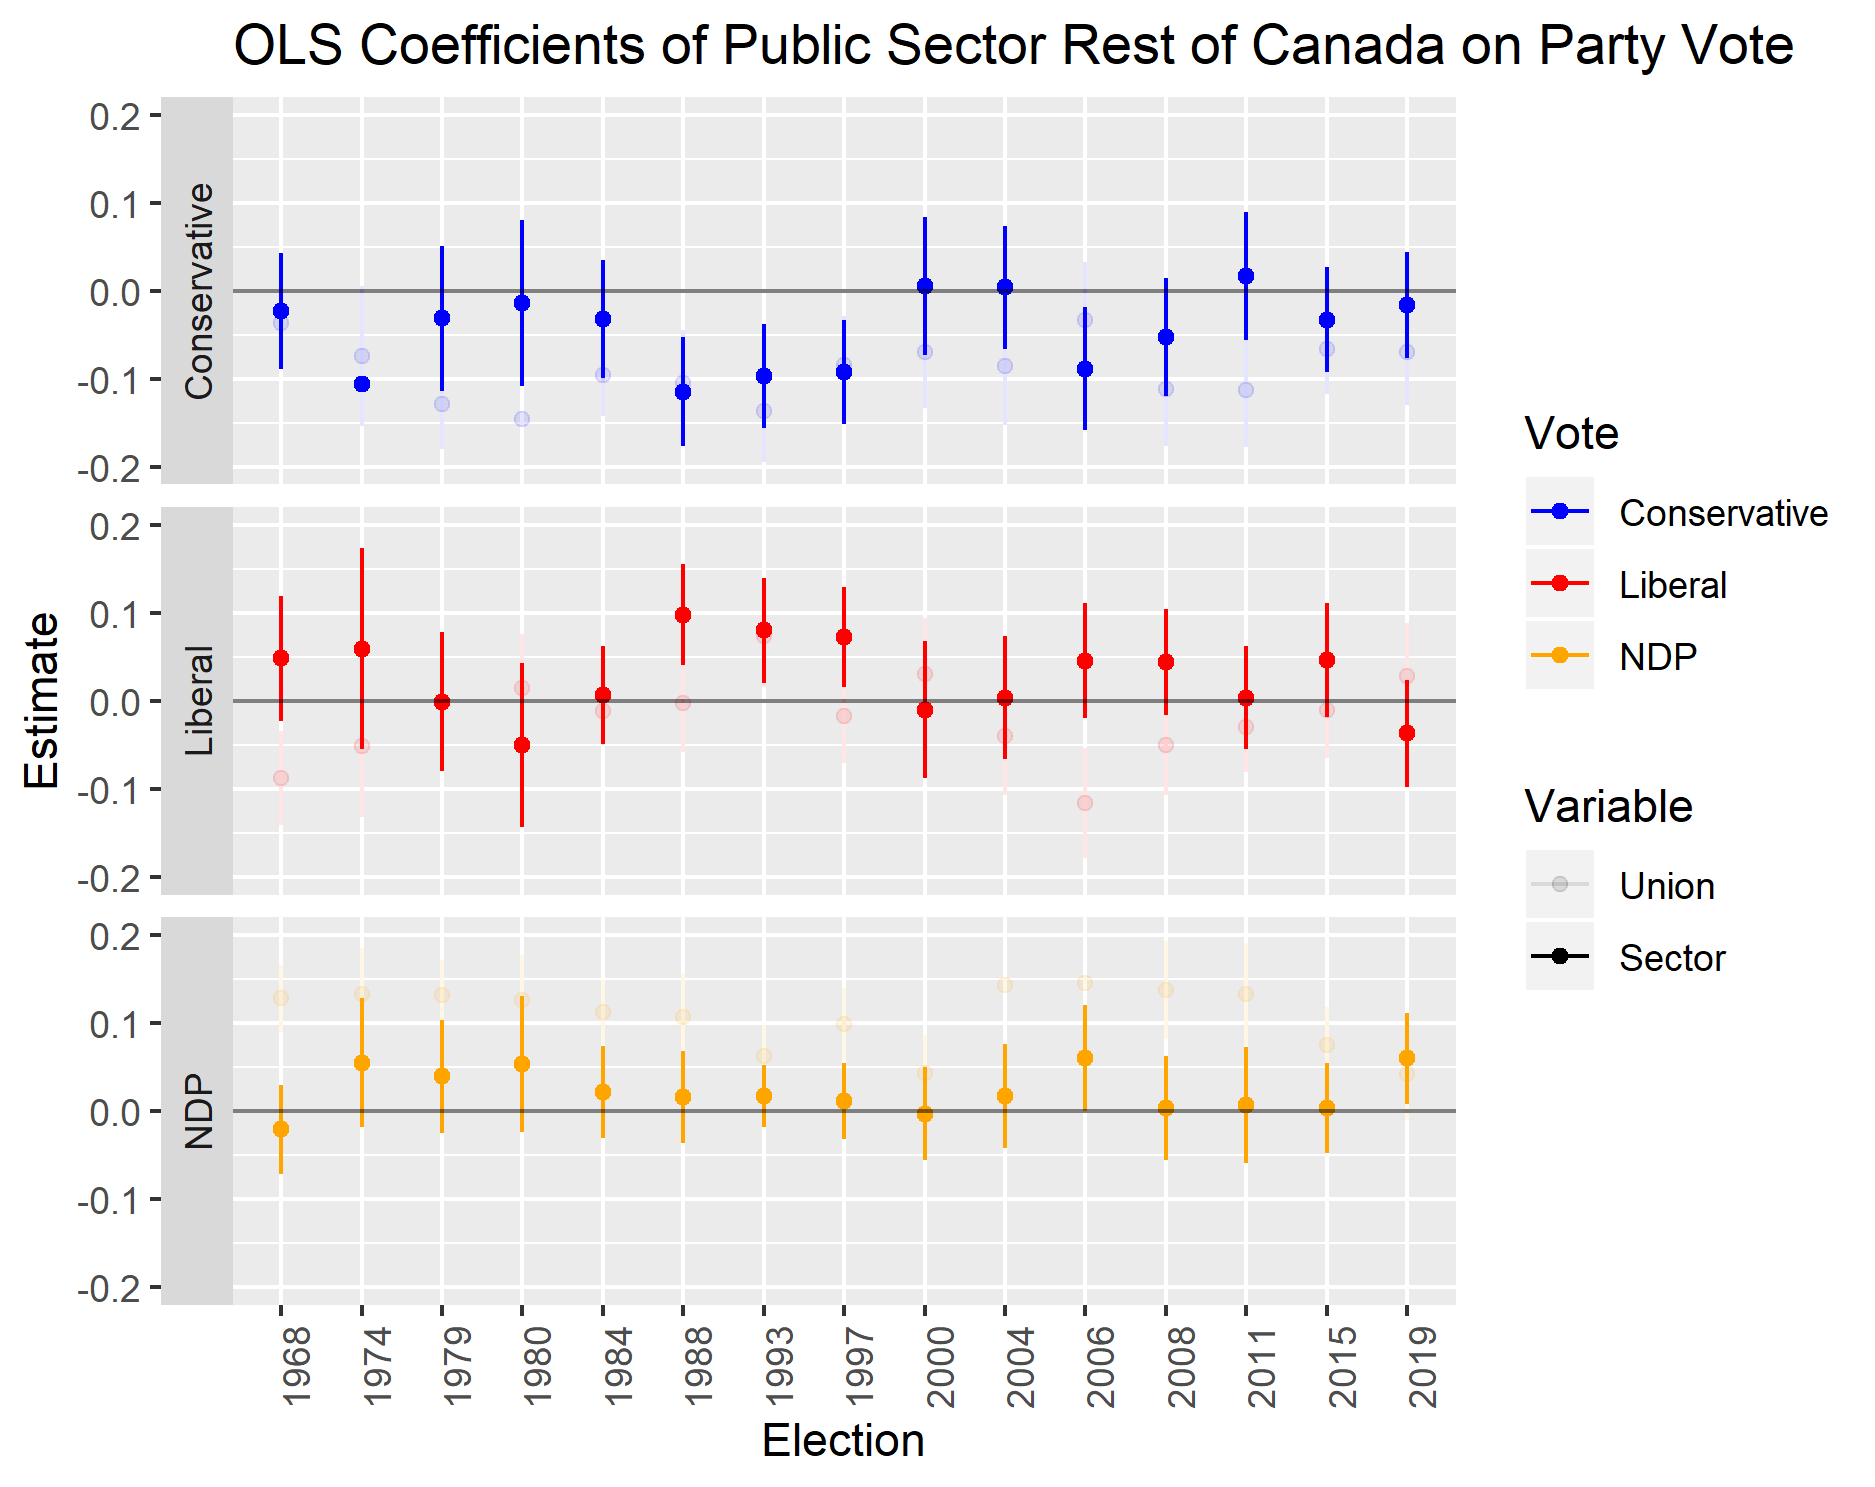 OLS Coefficients of Public Sector Rest of Canada on Party Vote
Estimate
Conservative
0.2
0.1
0.0
-0.1
-0.2
Liberal
0.2
0.1
0.0
-0.1
-0.2
NDP
0.2
0.1
0.0
-0.1
-0.2
1968 1974 1979 1980 1984 1988 1993 1997 2000 2004 2006 2008 2011 2015 2019
Election
Vote
Conservative
Liberal
NDP
Variable
Union
Sector